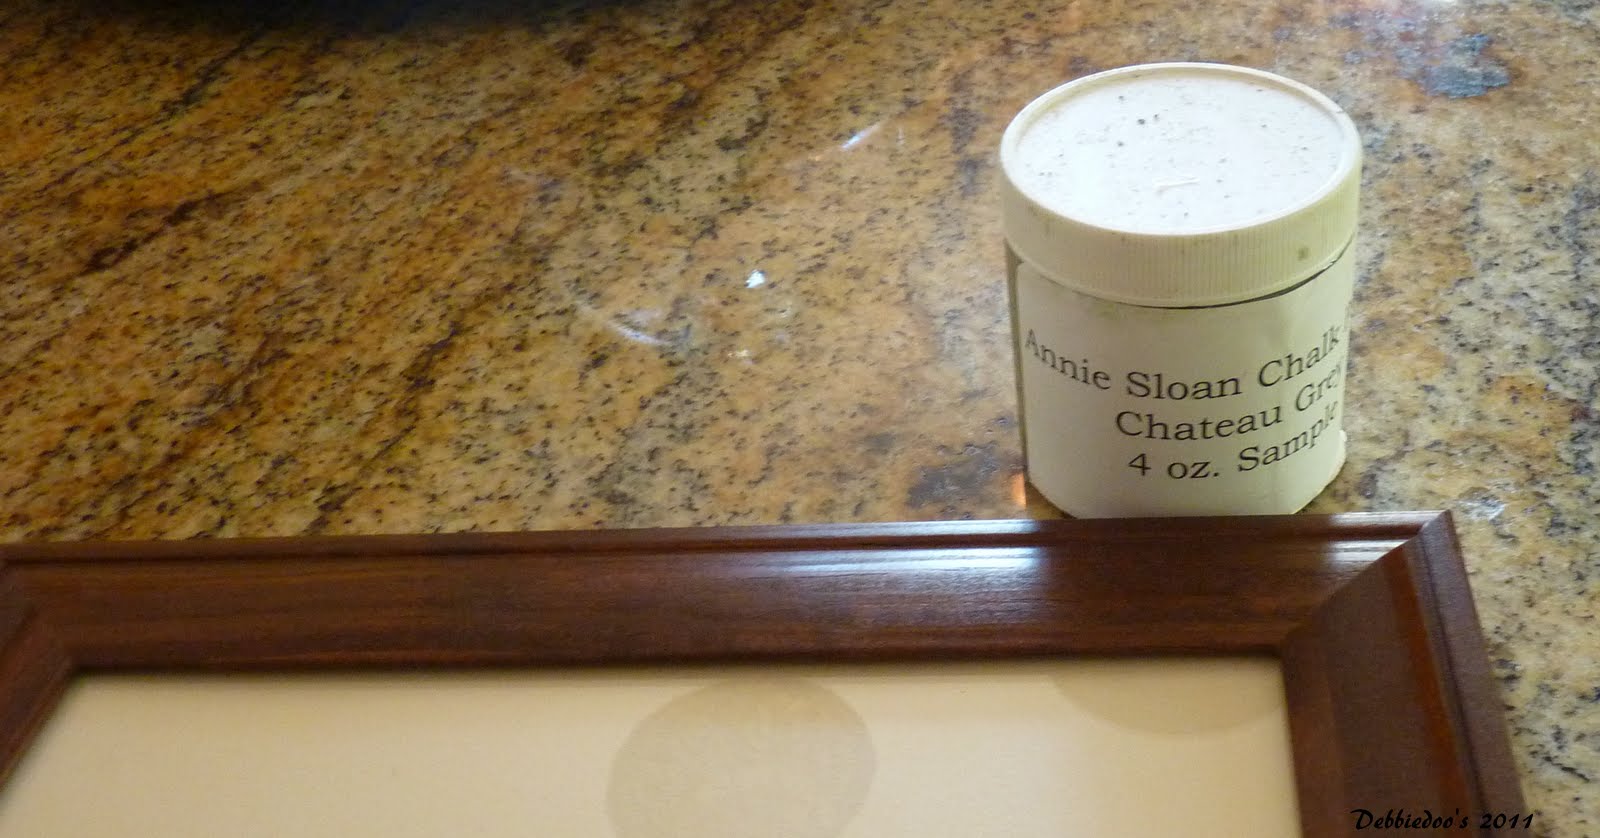 Annie Sloan Chalk
Chateau Grey
4 oz. Sample
Debbiedoo's 2011